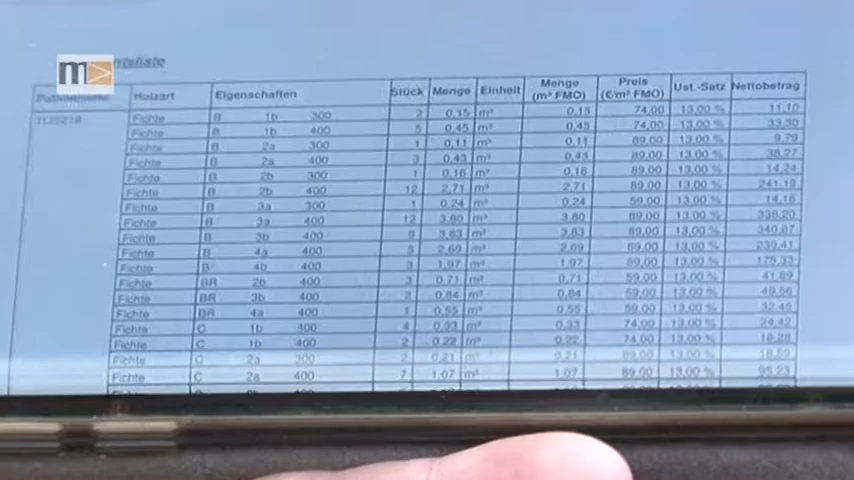 m
Holzart Eigenschaften Stück Menge Einheit Menge (m³ FMO) Preis (€/m³ FMO) Ust.-Satz Nettobetrag
Fichte B 1b 300 2 0,15 m³ 0,15 74,00 13,00 % 11,10
Fichte B 1b 400 5 0,45 m³ 0,45 74,00 13,00 % 33,30
Fichte B 2a 300 1 0,11 m³ 0,11 89,00 13,00 % 9,79
Fichte B 2a 400 3 0,43 m³ 0,43 89,00 13,00 % 38,27
Fichte B 2b 300 1 0,16 m³ 0,16 89,00 13,00 % 14,24
Fichte B 2b 400 12 2,71 m³ 2,71 89,00 13,00 % 241,19
Fichte B 3a 300 1 0,24 m³ 0,24 59,00 13,00 % 14,16
Fichte B 3a 400 12 3,80 m³ 3,80 89,00 13,00 % 338,20
Fichte B 3b 400 9 3,83 m³ 3,83 89,00 13,00 % 340,87
Fichte B 4a 400 5 2,69 m³ 2,69 89,00 13,00 % 239,41
Fichte B 4b 400 3 1,97 m³ 1,97 89,00 13,00 % 175,33
Fichte BR 2b 400 3 0,71 m³ 0,71 59,00 13,00 % 41,89
Fichte BR 3b 400 2 0,84 m³ 0,84 59,00 13,00 % 49,56
Fichte BR 4a 400 1 0,55 m³ 0,55 59,00 13,00 % 32,45
Fichte C 1b 300 4 0,33 m³ 0,33 74,00 13,00 % 24,42
Fichte C 1b 400 2 0,22 m³ 0,22 74,00 13,00 % 16,28
Fichte C 2a 300 2 0,21 m³ 0,21 89,00 13,00 % 18,69
Fichte C 2a 400 7 1,07 m³ 1,07 89,00 13,00 % 95,23